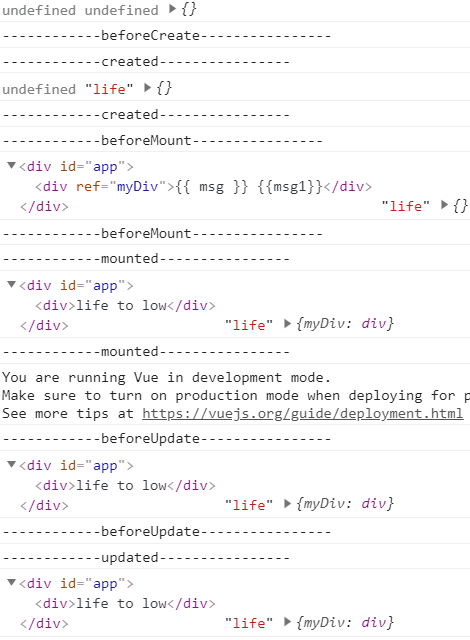 undefined undefined ▶{}
------------beforeCreate----------------
------------created----------------
undefined "life" ▶{}
------------created----------------
------------beforeMount----------------
▼<div id="app">
<div ref="myDiv">{{ msg }} {{msg1}}</div>
</div> "life" ▶{}
------------beforeMount----------------
------------mounted----------------
▼<div id="app">
<div>life to low</div>
</div> "life" ▶{myDiv: div}
------------mounted----------------
You are running Vue in development mode.
Make sure to turn on production mode when deploying for
See more tips at https://vuejs.org/guide/deployment.html
------------beforeUpdate----------------
▼<div id="app">
<div>life to low</div>
</div> "life" ▶{myDiv: div}
------------beforeUpdate----------------
------------updated----------------
▼<div id="app">
<div>life to low</div>
</div> "life" ▶{myDiv: div}